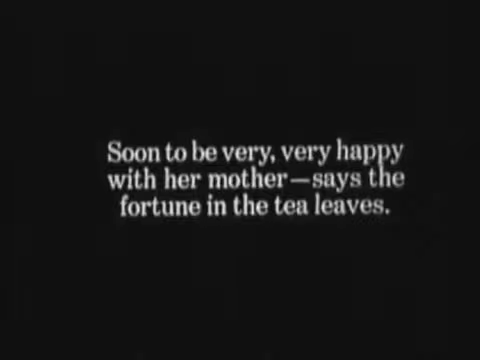 Soon to be very, very happy
with her mother—says the
fortune in the tea leaves.